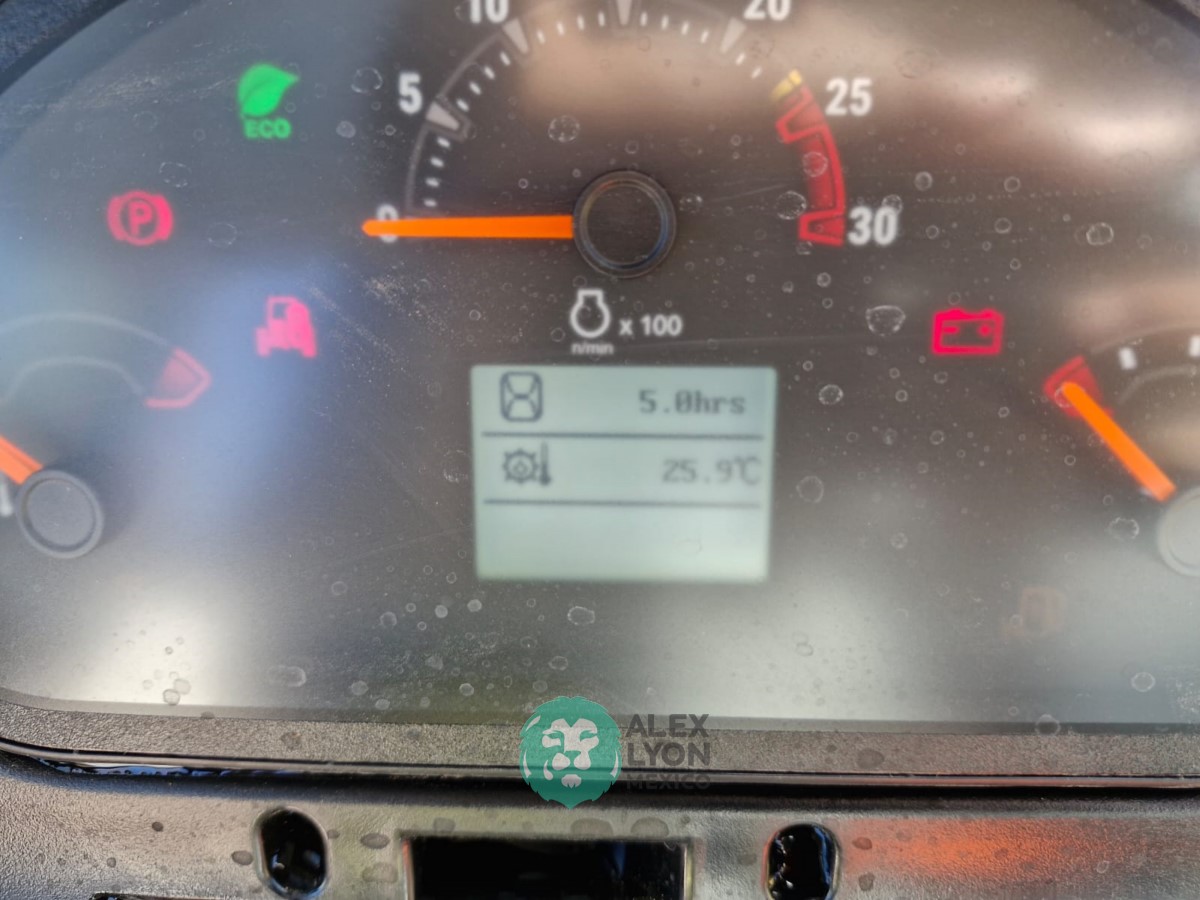 10
20
5
25
ECO
P
0
30
x 100
n/min
5.0hrs
25.9℃
ALEX
LYON
MEXICO